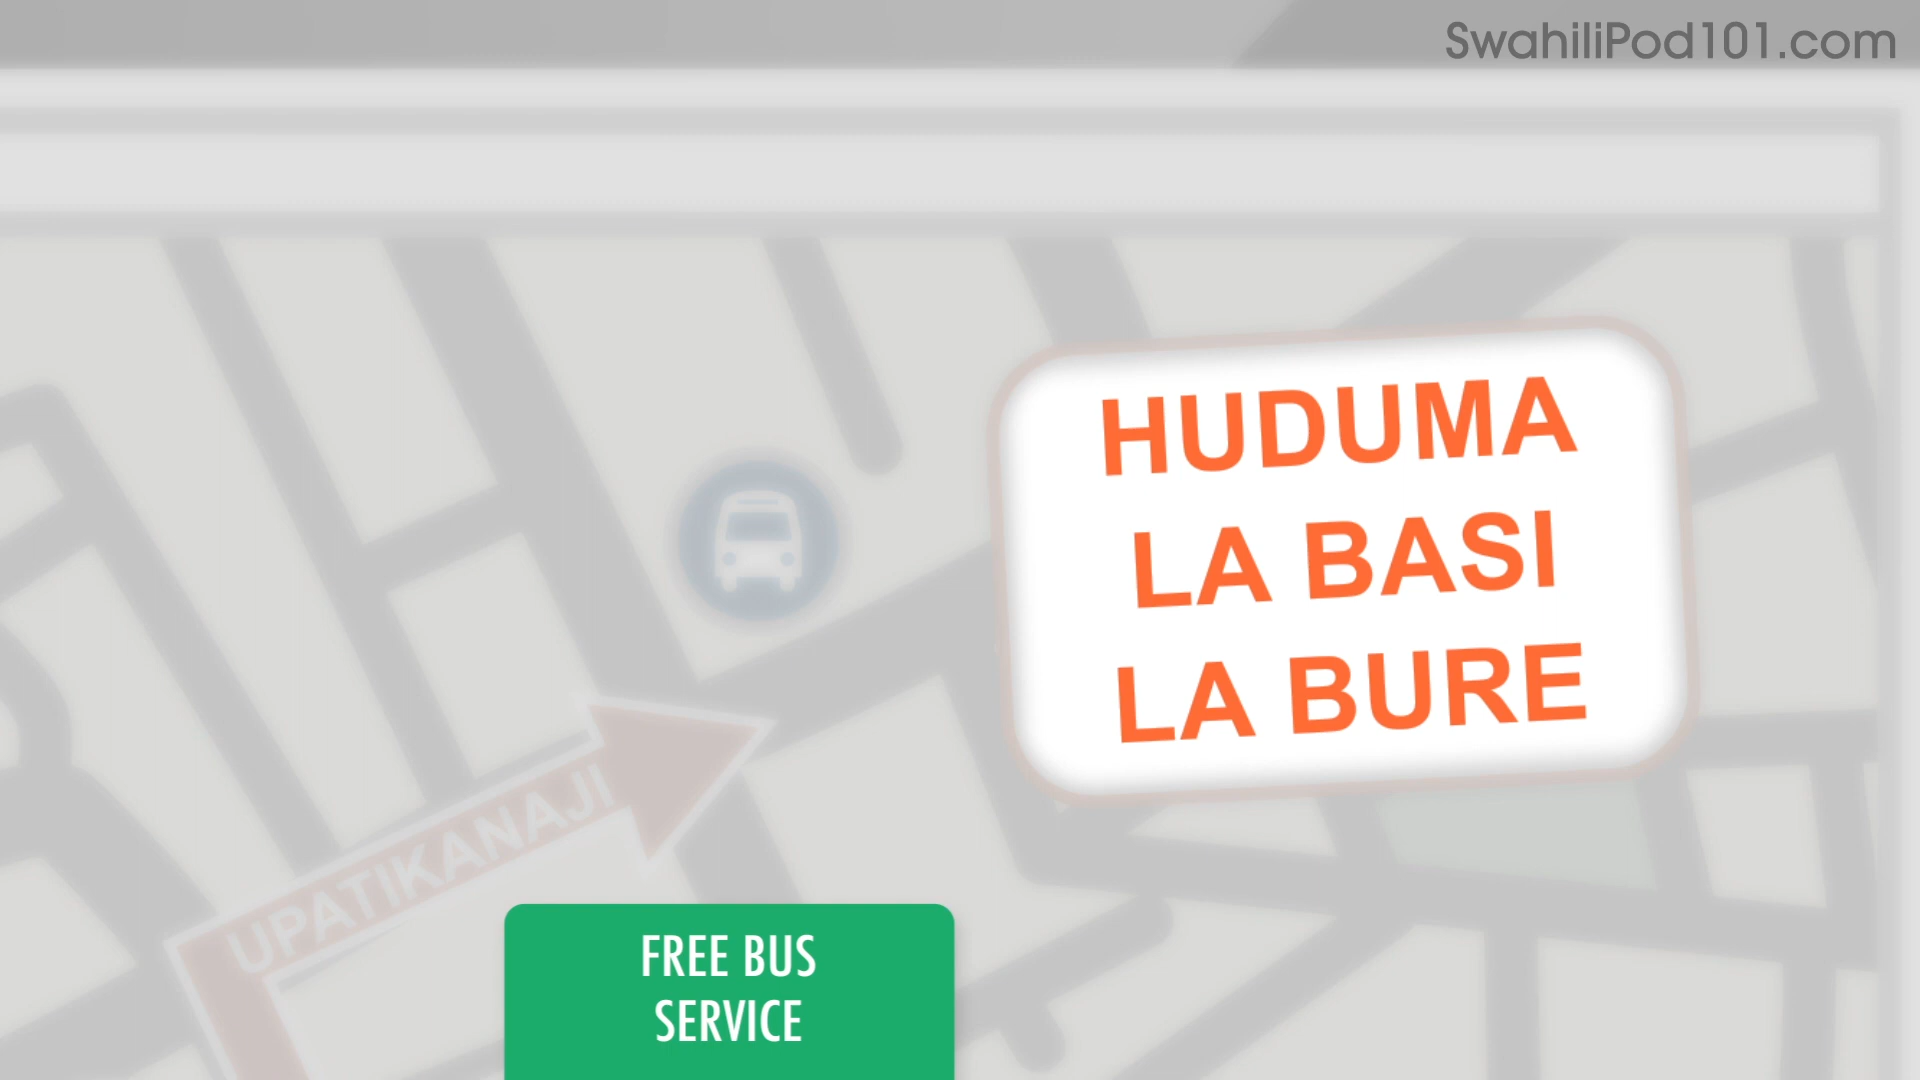 SwahiliPod101.com
HUDUMA
LA BASI
LA BURE
UPATIKANAJI
FREE BUS
SERVICE